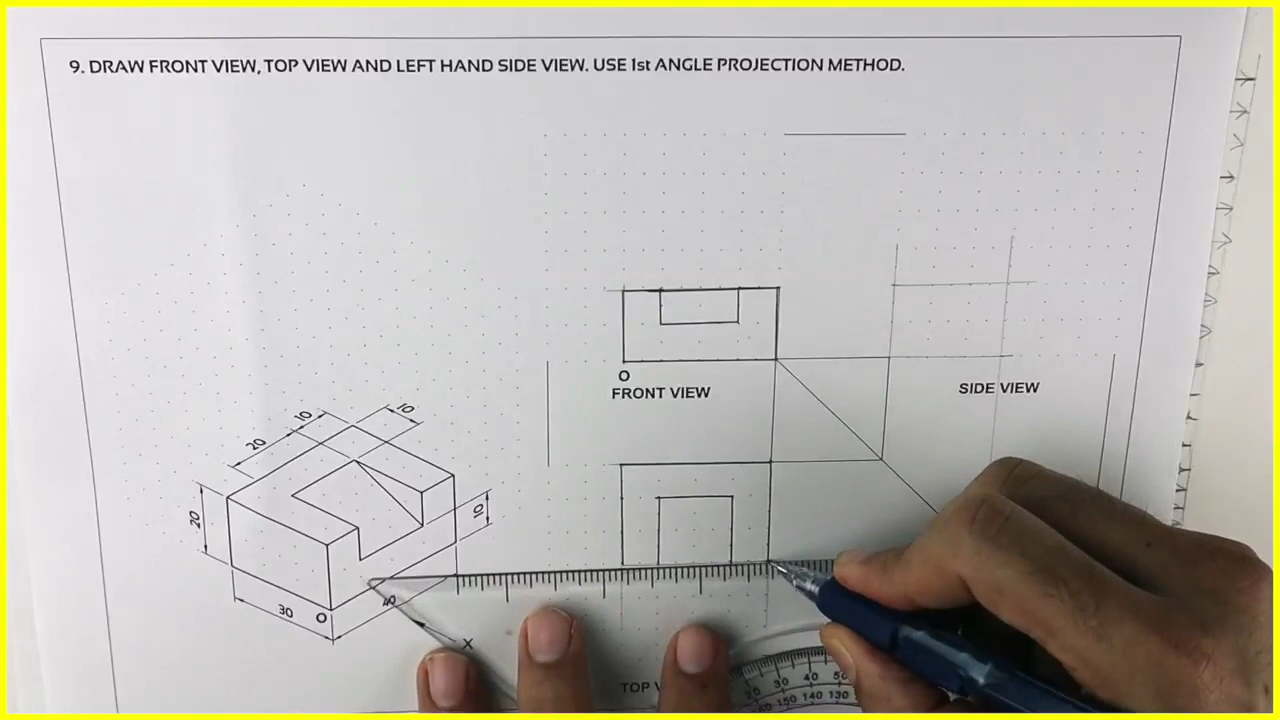 9. DRAW FRONT VIEW, TOP VIEW AND LEFT HAND SIDE VIEW. USE 1st ANGLE PROJECTION METHOD.
O
FRONT VIEW
SIDE VIEW
10
10
20
20
10
30
O
40
X
TOP
30 40 50
150 140 130